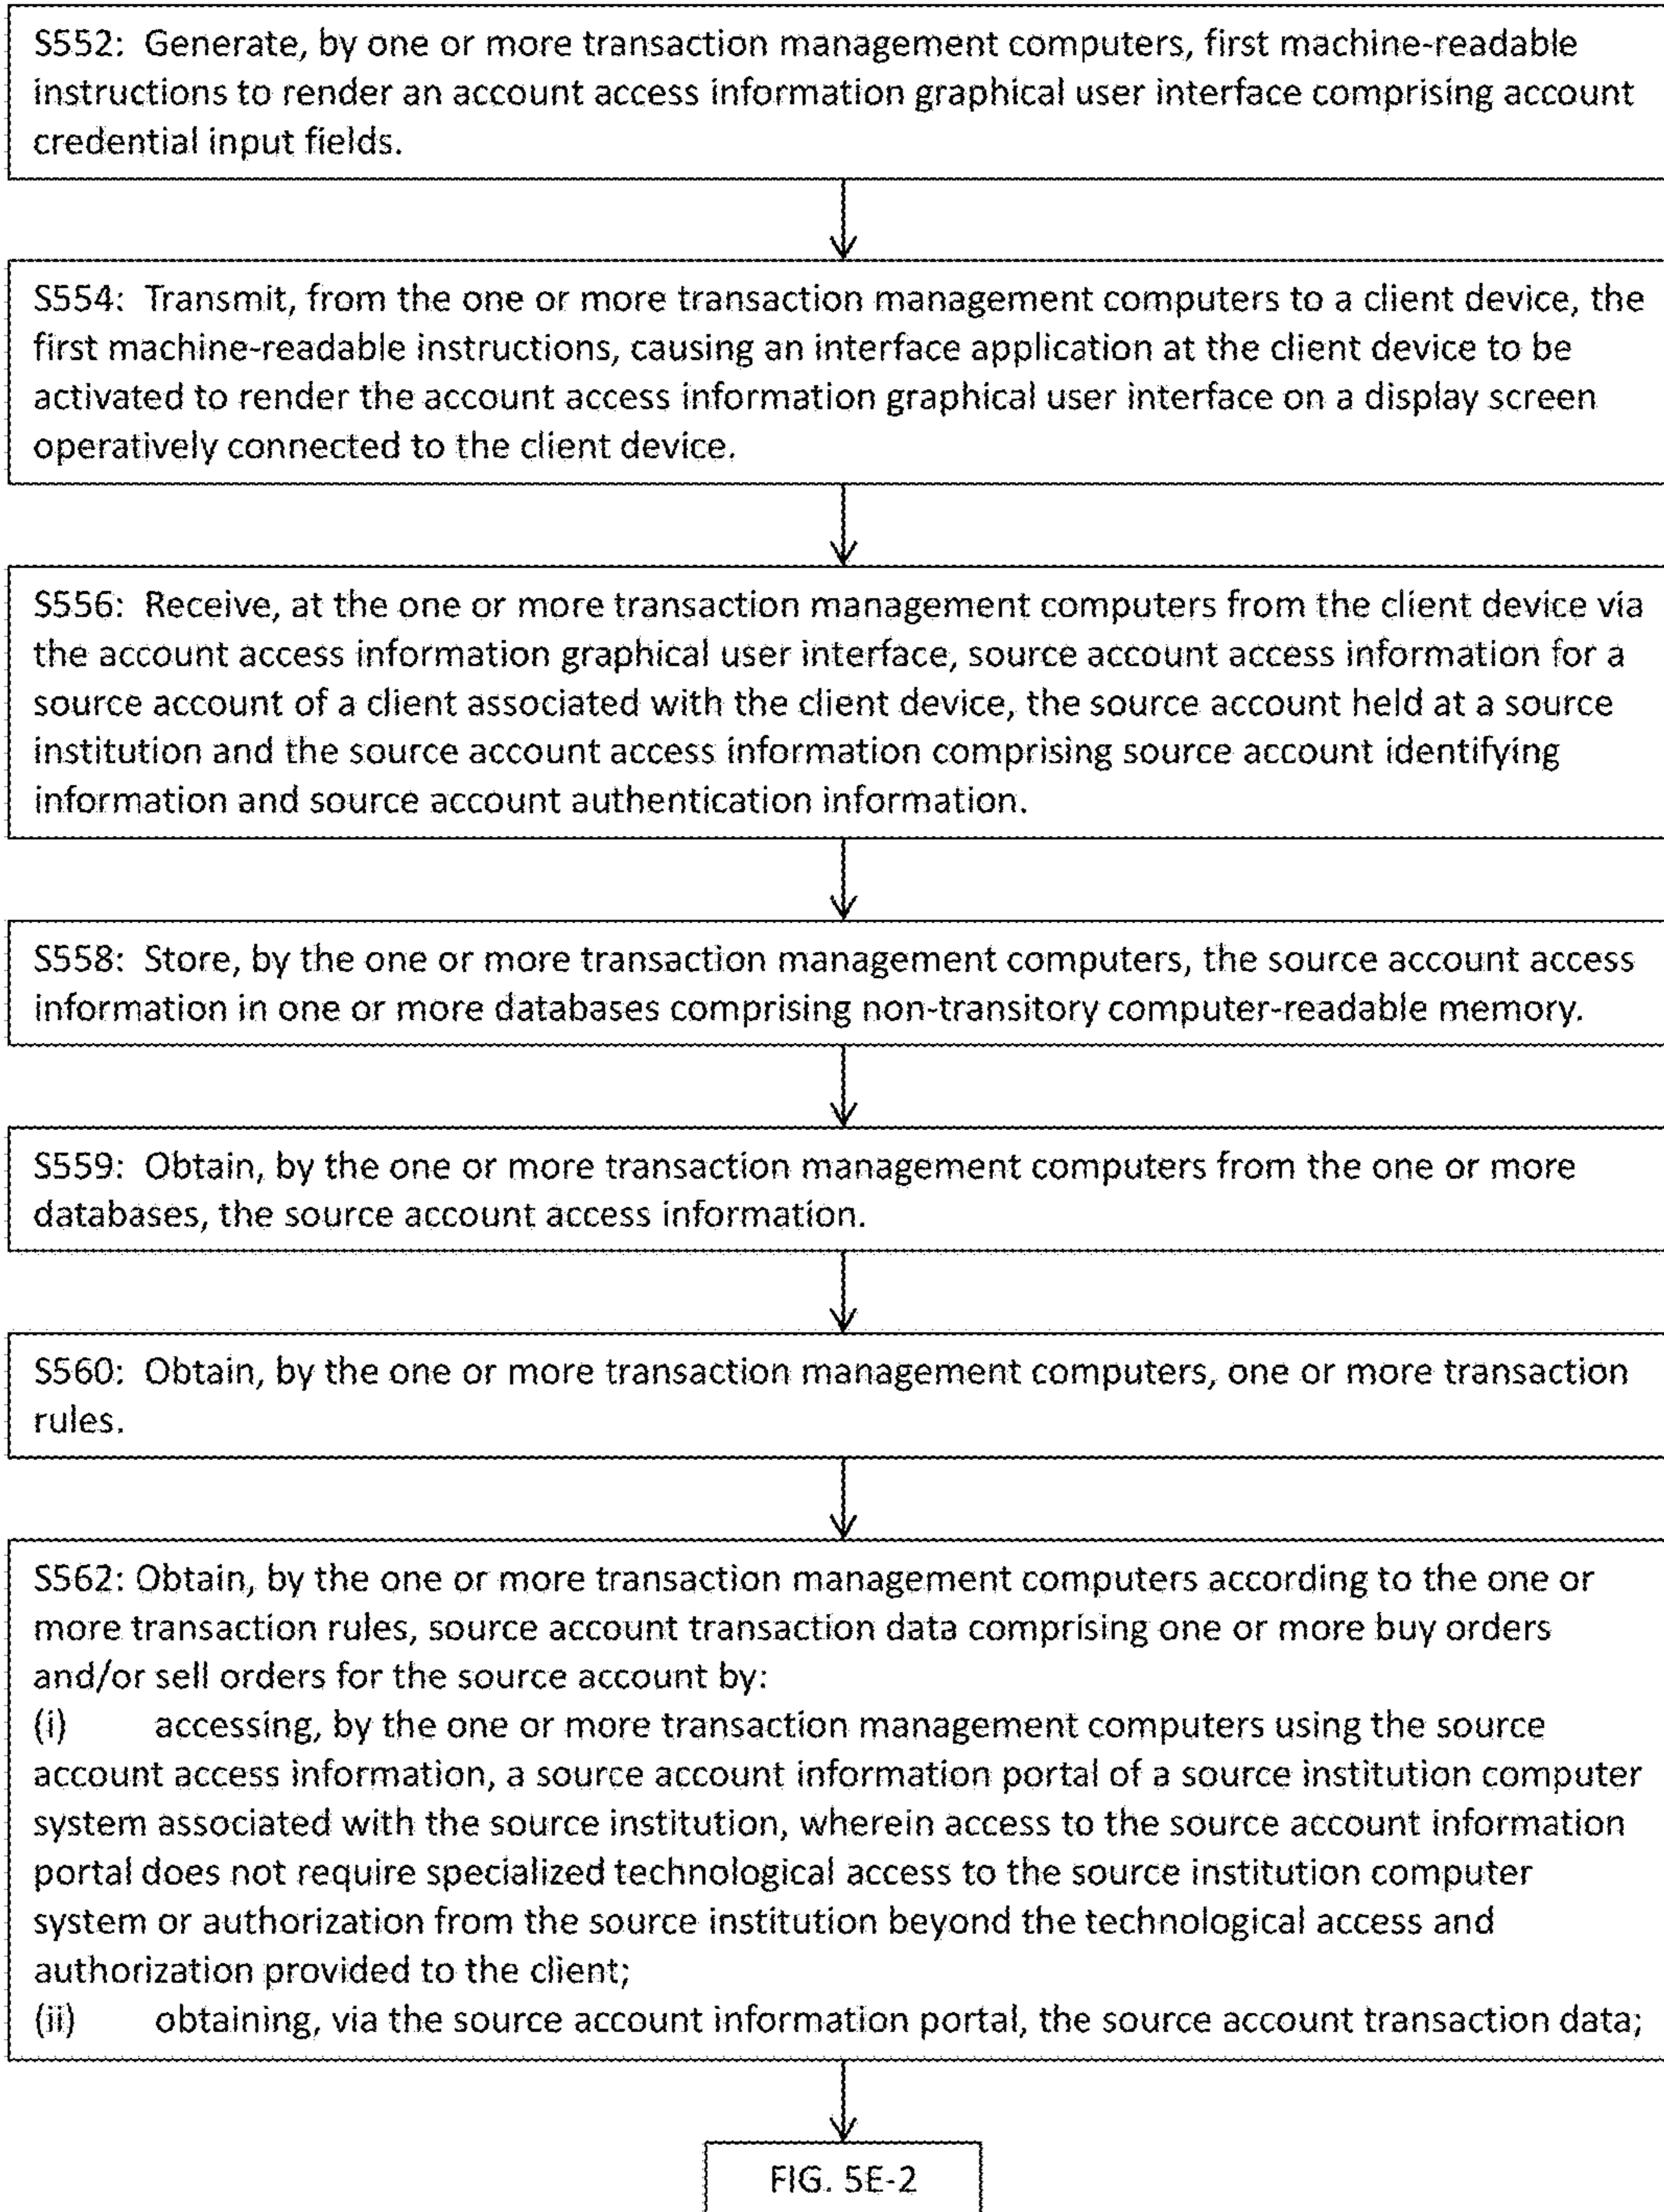 S552: Generate, by one or more transaction management computers, first machine-readable
instructions to render an account access information graphical user interface comprising account
credential input fields.
S554: Transmit, from the one or more transaction management computers to a client device, the
first machine-readable instructions, causing an interface application at the client device to be
activated to render the account access information graphical user interface on a display screen
operatively connected to the client device.
S556: Receive, at the one or more transaction management computers from the client device via
the account access information graphical user interface, source account access information for a
source account of a client associated with the client device, the source account held at a source
institution and the source account access information comprising source account identifying
information and source account authentication information.
S558: Store, by the one or more transaction management computers, the source account access
information in one or more databases comprising non-transitory computer-readable memory.
S559: Obtain, by the one or more transaction management computers from the one or more
databases, the source account access information.
S560: Obtain, by the one or more transaction management computers, one or more transaction
rules.
S562: Obtain, by the one or more transaction management computers according to the one or
more transaction rules, source account transaction data comprising one or more buy orders
and/or sell orders for the source account by:
(i) accessing, by the one or more transaction management computers using the source
account access information, a source account information portal of a source institution computer
system associated with the source institution, wherein access to the source account information
portal does not require specialized technological access to the source institution computer
system or authorization from the source institution beyond the technological access and
authorization provided to the client;
(ii) obtaining, via the source account information portal, the source account transaction data;
FIG. 5E-2